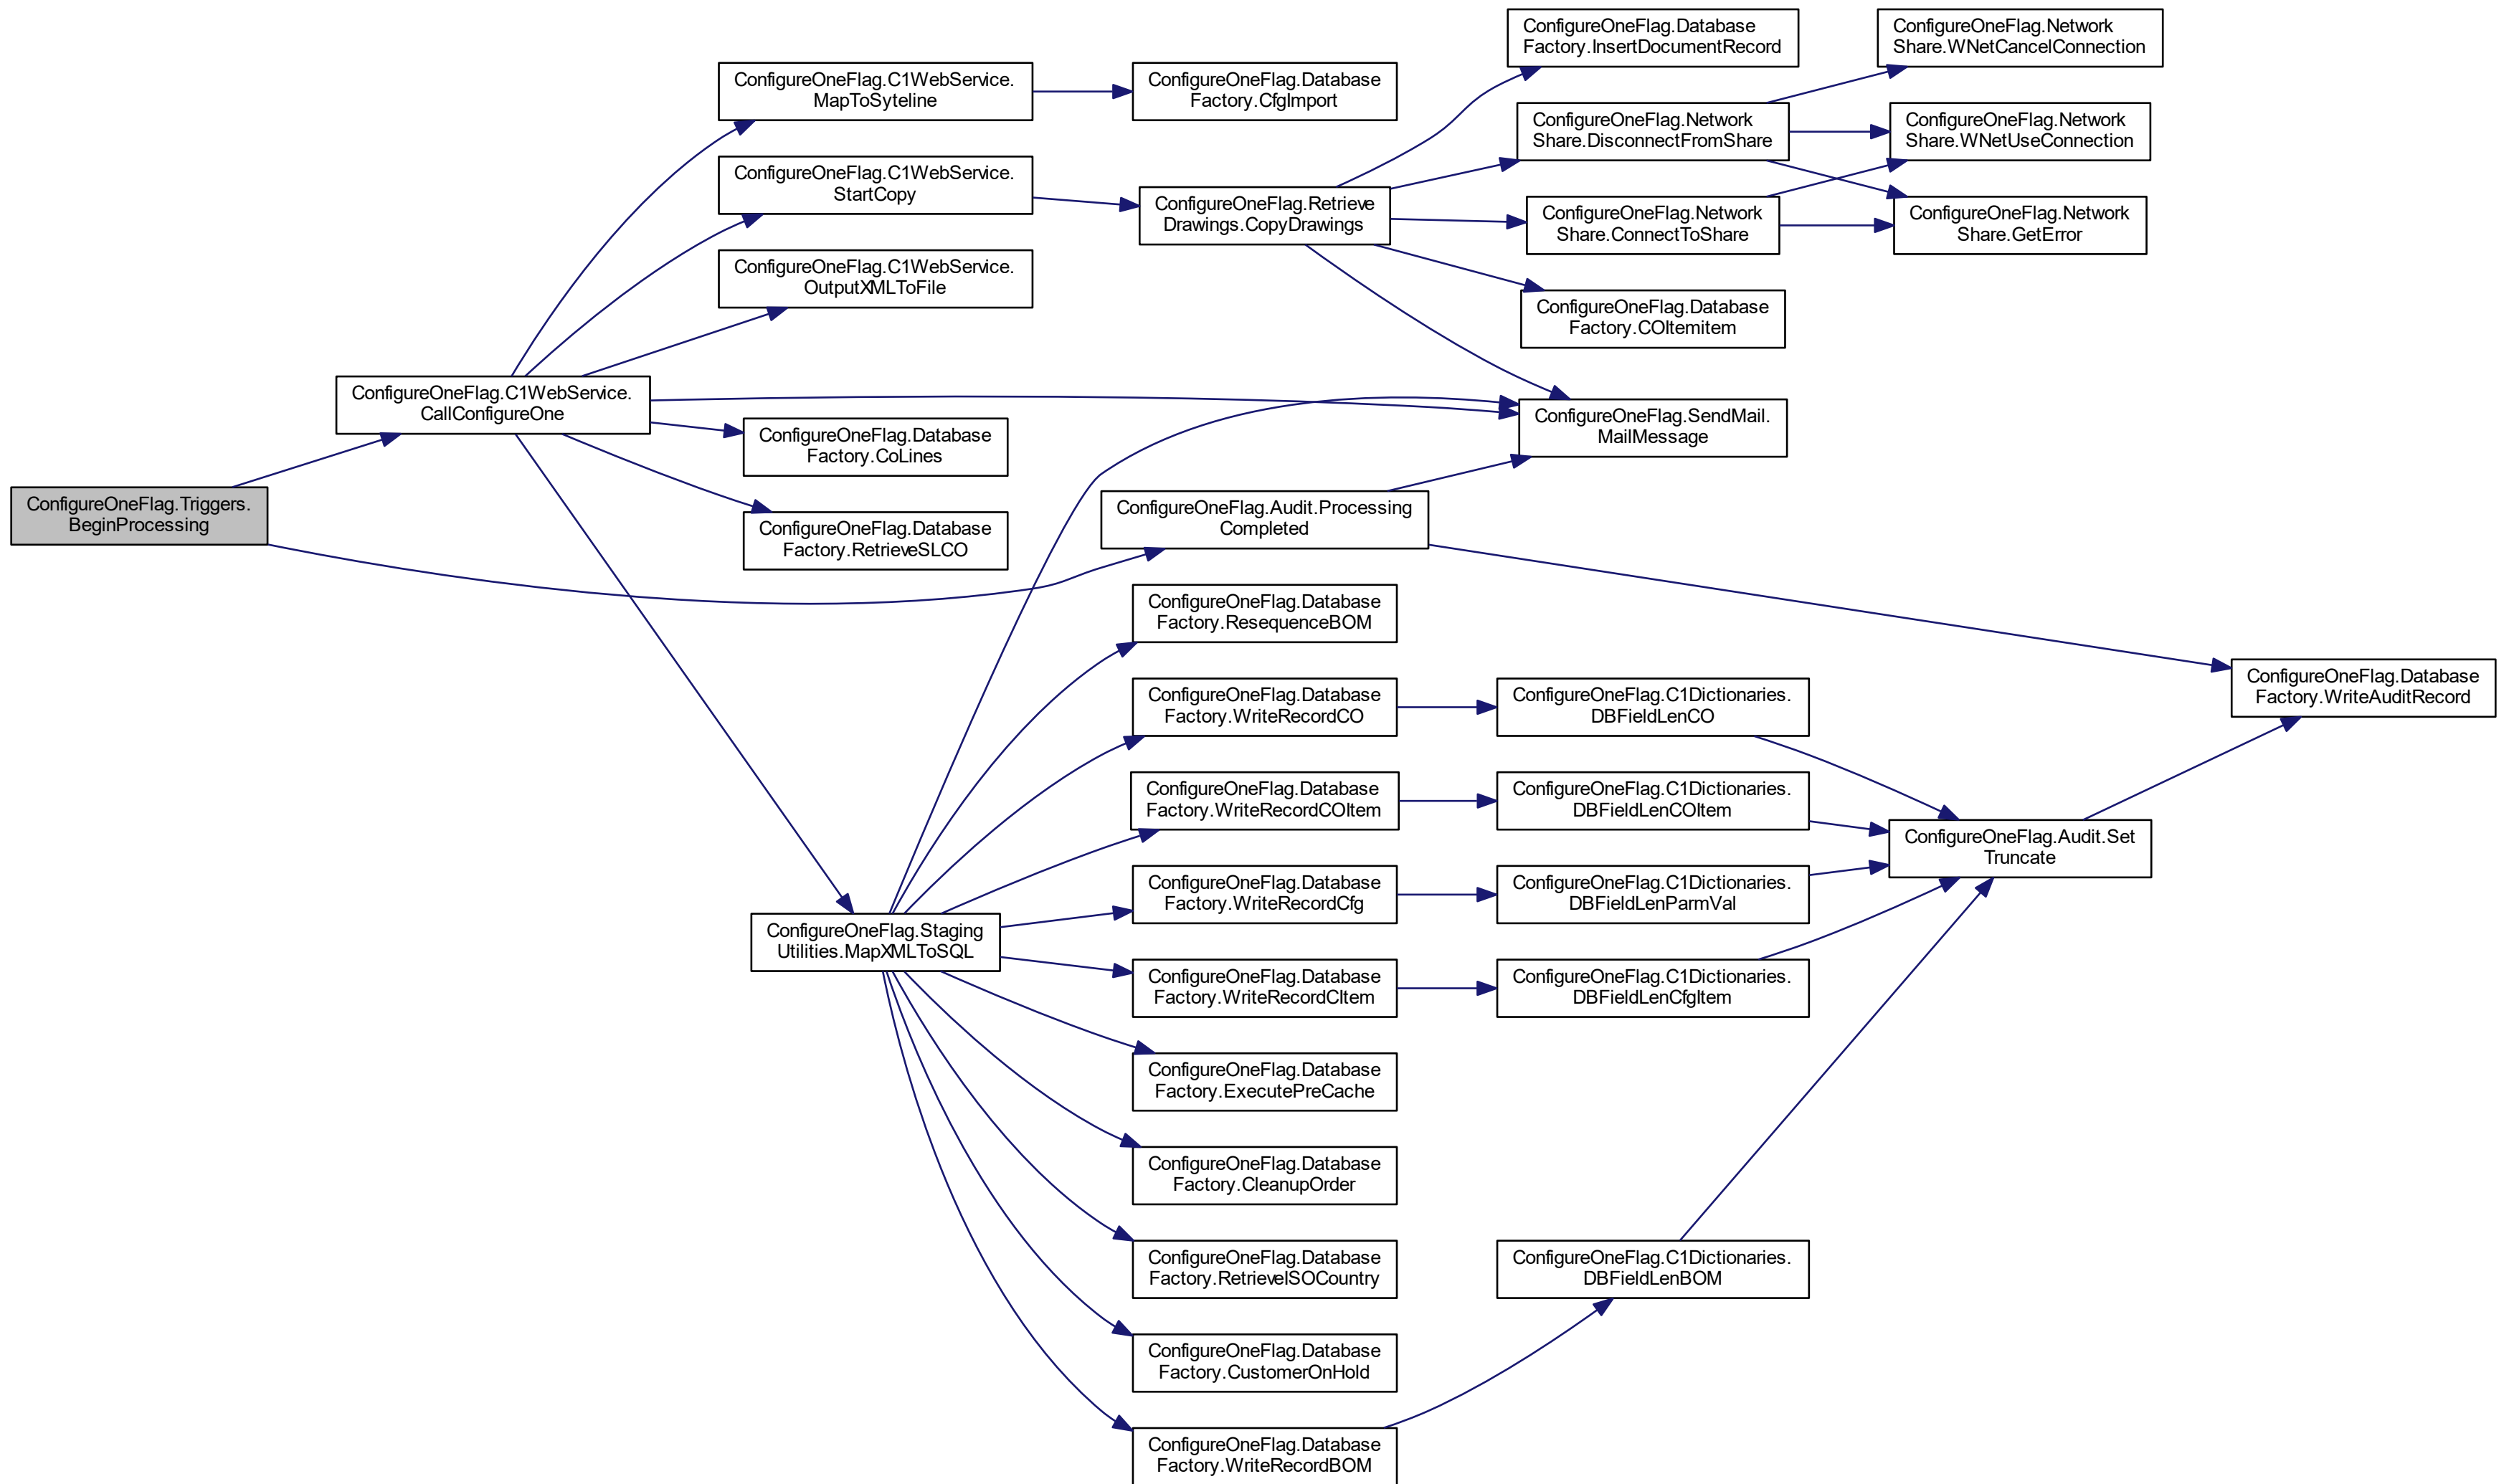 ConfigureOneFlag.Triggers.
BeginProcessing
ConfigureOneFlag.C1WebService.
CallConfigureOne
ConfigureOneFlag.C1WebService.
MapToSyteline
ConfigureOneFlag.C1WebService.
StartCopy
ConfigureOneFlag.C1WebService.
OutputXMLToFile
ConfigureOneFlag.Database
Factory.CoLines
ConfigureOneFlag.Database
Factory.RetrieveSLCO
ConfigureOneFlag.Staging
Utilities.MapXMLToSQL
ConfigureOneFlag.Database
Factory.CfgImport
ConfigureOneFlag.Retrieve
Drawings.CopyDrawings
ConfigureOneFlag.Audit.Processing
Completed
ConfigureOneFlag.Database
Factory.ResequenceBOM
ConfigureOneFlag.Database
Factory.WriteRecordCO
ConfigureOneFlag.Database
Factory.WriteRecordCOItem
ConfigureOneFlag.Database
Factory.WriteRecordCfg
ConfigureOneFlag.Database
Factory.WriteRecordCItem
ConfigureOneFlag.Database
Factory.ExecutePreCache
ConfigureOneFlag.Database
Factory.CleanupOrder
ConfigureOneFlag.Database
Factory.RetrieveISOCountry
ConfigureOneFlag.Database
Factory.CustomerOnHold
ConfigureOneFlag.Database
Factory.WriteRecordBOM
ConfigureOneFlag.Database
Factory.InsertDocumentRecord
ConfigureOneFlag.Network
Share.DisconnectFromShare
ConfigureOneFlag.Network
Share.ConnectToShare
ConfigureOneFlag.Database
Factory.COItemitem
ConfigureOneFlag.SendMail.
MailMessage
ConfigureOneFlag.C1Dictionaries.
DBFieldLenCO
ConfigureOneFlag.C1Dictionaries.
DBFieldLenCOItem
ConfigureOneFlag.C1Dictionaries.
DBFieldLenParmVal
ConfigureOneFlag.C1Dictionaries.
DBFieldLenCfgItem
ConfigureOneFlag.C1Dictionaries.
DBFieldLenBOM
ConfigureOneFlag.Network
Share.WNetCancelConnection
ConfigureOneFlag.Network
Share.WNetUseConnection
ConfigureOneFlag.Network
Share.GetError
ConfigureOneFlag.Audit.Set
Truncate
ConfigureOneFlag.Database
Factory.WriteAuditRecord